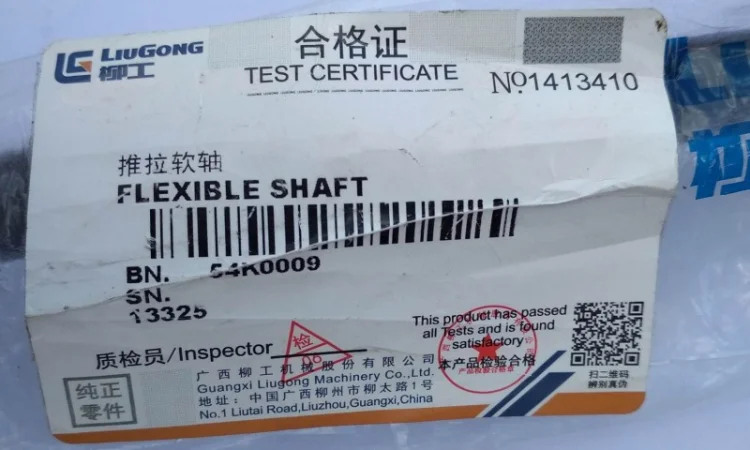 LIUGONG
柳工
合格证
TEST CERTIFICATE
№1413410
推拉软轴
FLEXIBLE SHAFT
BN. 54K0009
SN.
13325
质检员/Inspector
检
06
This product has passed
all Tests and is found
satisfactory
本产品检验合格
纯正
零件
广西柳工机械股份有限公司
Guangxi Liugong Machinery Co.,Ltd.
地址：中国广西柳州市柳太路1号
No.1 Liutai Road,Liuzhou,Guangxi,China
扫二维码
辨别真伪